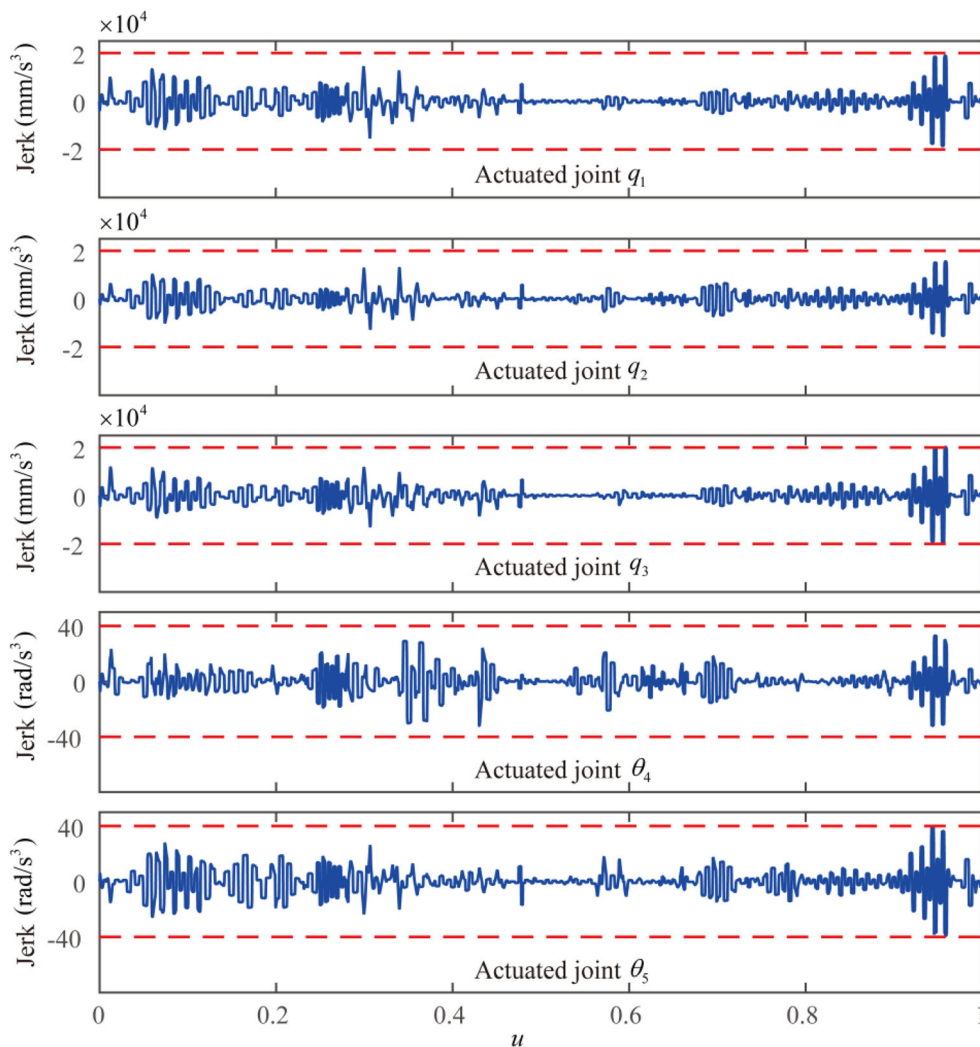 ×10⁴
Jerk (mm/s³)
2
0
-2
Actuated joint q₁
×10⁴
Jerk (mm/s³)
2
0
-2
Actuated joint q₂
×10⁴
Jerk (mm/s³)
2
0
-2
Actuated joint q₃
Jerk (rad/s³)
40
0
-40
Actuated joint θ₄
Jerk (rad/s³)
40
0
-40
Actuated joint θ₅
0 0.2 0.4 0.6 0.8
u